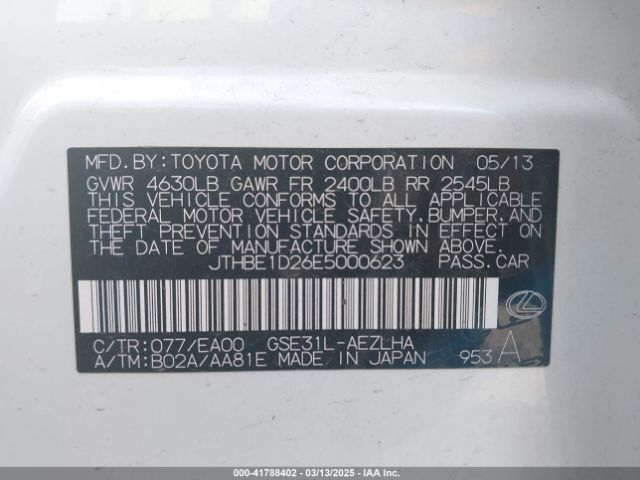 MFD.BY:TOYOTA MOTOR CORPORATION 05/13
GVWR 4630LB GAWR FR 2400LB RR 2545LB
THIS VEHICLE CONFORMS TO ALL APPLICABLE
FEDERAL MOTOR VEHICLE SAFETY,BUMPER,AND
THEFT PREVENTION STANDARDS IN EFFECT ON
THE DATE OF MANUFACTURE SHOWN ABOVE.
JTHBE1D26E5000623 PASS.CAR
C/TR:077/EA00 GSE31L-AEZLHA
A/TM:B02A/AA81E MADE IN JAPAN 953 A
000-41788402 - 03/13/2025 - IAA Inc.